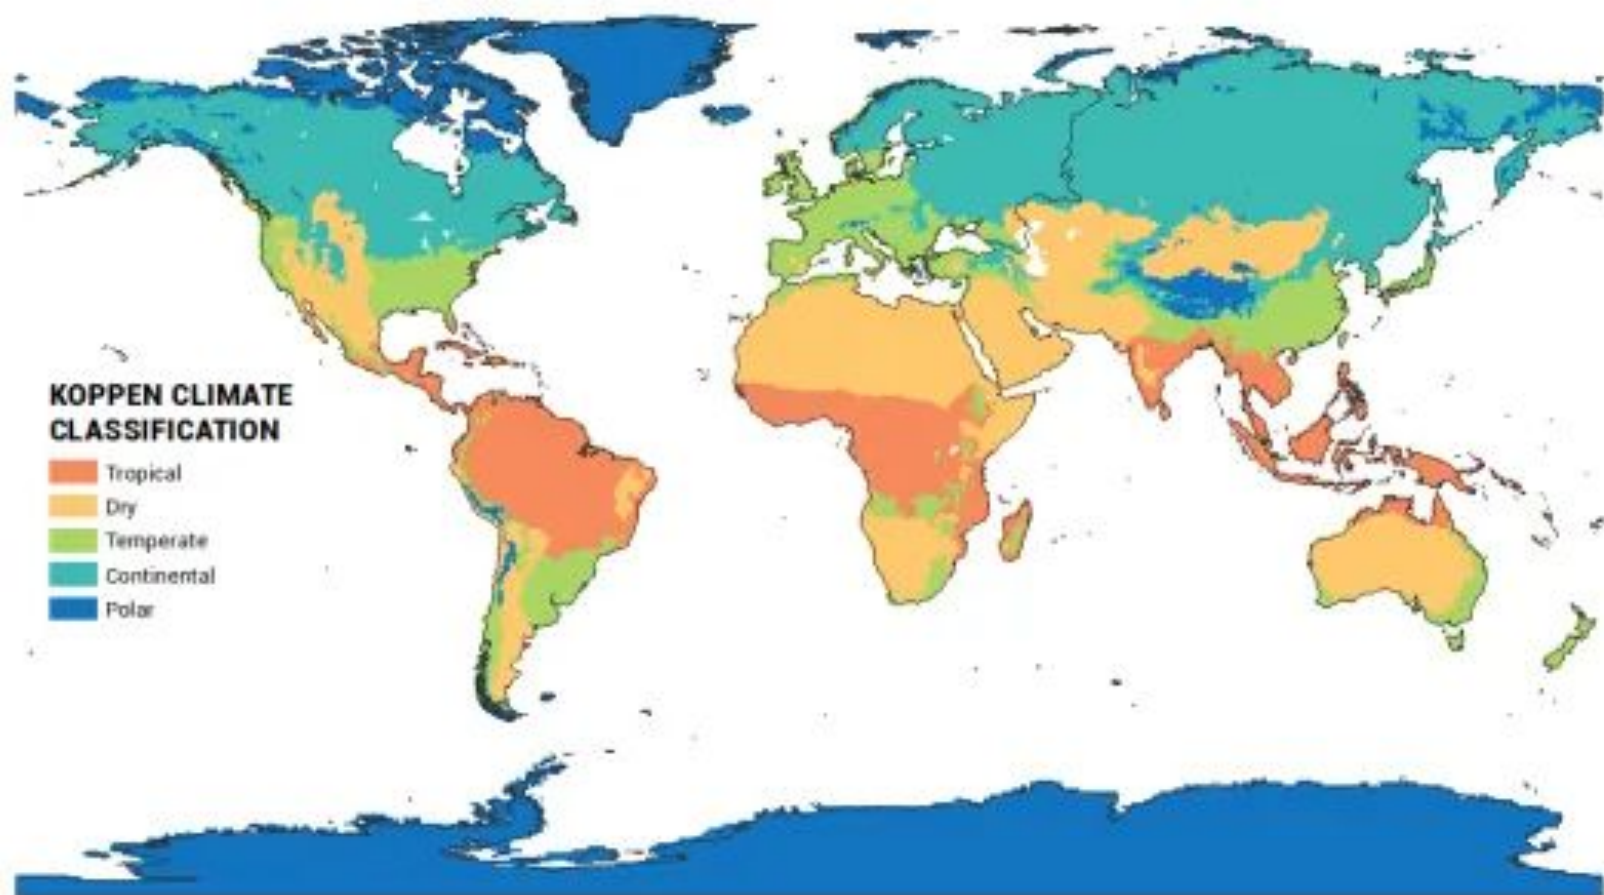 KOPPEN CLIMATE
CLASSIFICATION
Tropical
Dry
Temperate
Continental
Polar